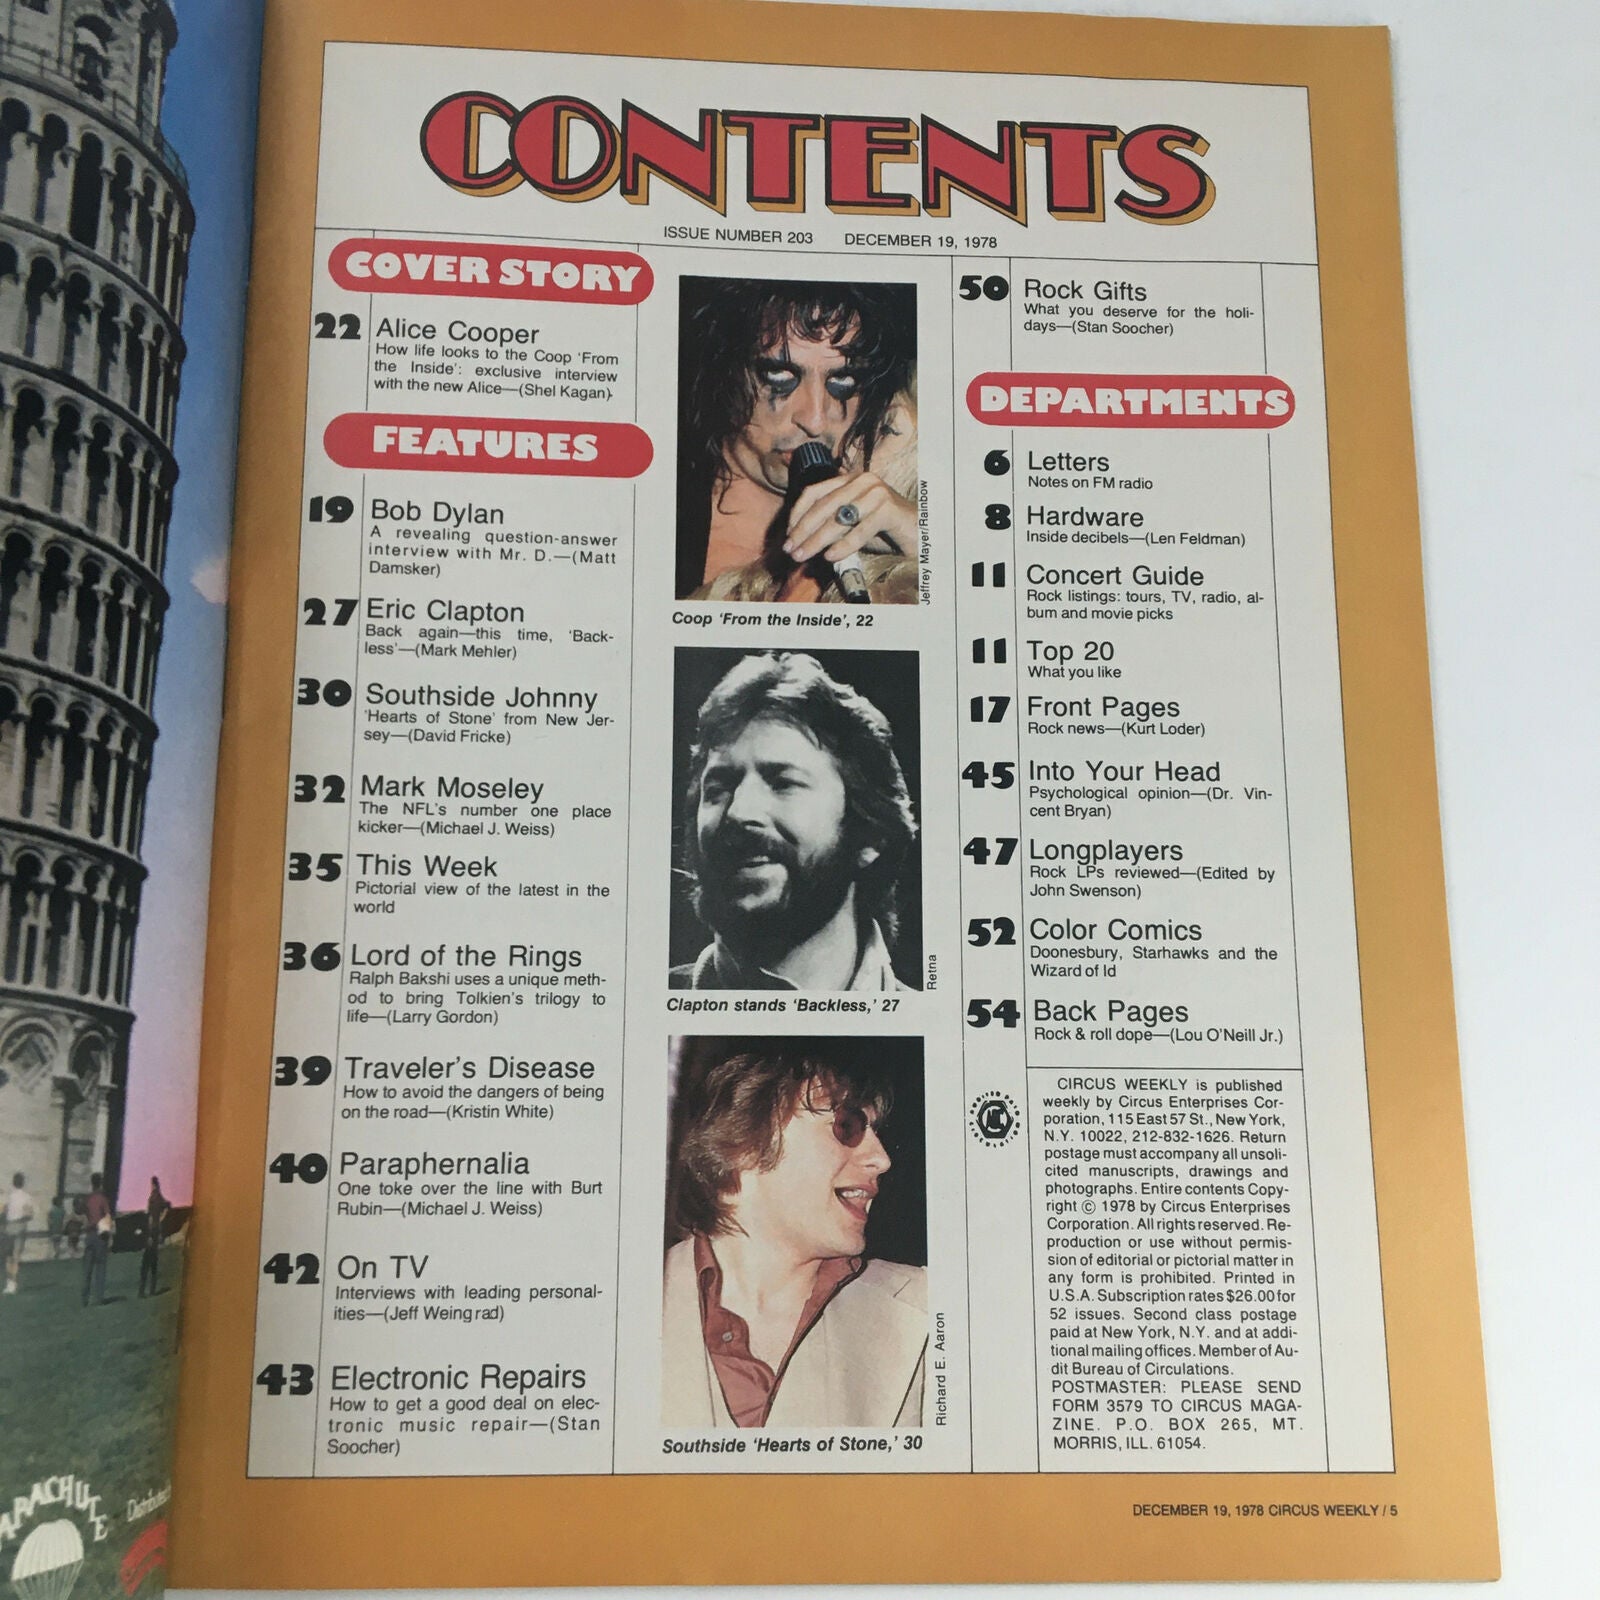 CONTENTS
ISSUE NUMBER 203 DECEMBER 19, 1978
COVER STORY
22 Alice Cooper
How life looks to the Coop 'From
the Inside': exclusive interview
with the new Alice—(Shel Kagan)
FEATURES
19 Bob Dylan
A revealing question-answer
interview with Mr. D.—(Matt
Damsker)
27 Eric Clapton
Back again—this time, 'Back-
less'—(Mark Mehler)
30 Southside Johnny
'Hearts of Stone' from New Jer-
sey—(David Fricke)
32 Mark Moseley
The NFL's number one place
kicker—(Michael J. Weiss)
35 This Week
Pictorial view of the latest in the
world
36 Lord of the Rings
Ralph Bakshi uses a unique meth-
od to bring Tolkien's trilogy to
life—(Larry Gordon)
39 Traveler's Disease
How to avoid the dangers of being
on the road—(Kristin White)
40 Paraphernalia
One toke over the line with Burt
Rubin—(Michael J. Weiss)
42 On TV
Interviews with leading personal-
ities—(Jeff Weingrad)
43 Electronic Repairs
How to get a good deal on elec-
tronic music repair—(Stan
Soocher)
Jeffrey Mayer/Rainbow
Coop 'From the Inside', 22
Retna
Clapton stands 'Backless,' 27
Richard E. Aaron
Southside 'Hearts of Stone,' 30
50 Rock Gifts
What you deserve for the holi-
days—(Stan Soocher)
DEPARTMENTS
6 Letters
Notes on FM radio
8 Hardware
Inside decibels—(Len Feldman)
11 Concert Guide
Rock listings: tours, TV, radio, al-
bum and movie picks
11 Top 20
What you like
17 Front Pages
Rock news—(Kurt Loder)
45 Into Your Head
Psychological opinion—(Dr. Vin-
cent Bryan)
47 Longplayers
Rock LPs reviewed—(Edited by
John Swenson)
52 Color Comics
Doonesbury, Starhawks and the
Wizard of Id
54 Back Pages
Rock & roll dope—(Lou O'Neill Jr.)
CIRCUS WEEKLY is published
weekly by Circus Enterprises Cor-
poration, 115 East 57 St., New York,
N.Y. 10022, 212-832-1626. Return
postage must accompany all unsoli-
cited manuscripts, drawings and
photographs. Entire contents Copy-
right © 1978 by Circus Enterprises
Corporation. All rights reserved. Re-
production or use without permis-
sion of editorial or pictorial matter in
any form is prohibited. Printed in
U.S.A. Subscription rates $26.00 for
52 issues. Second class postage
paid at New York, N.Y. and at addi-
tional mailing offices. Member of Au-
dit Bureau of Circulations.
POSTMASTER: PLEASE SEND
FORM 3579 TO CIRCUS MAGA-
ZINE. P.O. BOX 265, MT.
MORRIS, ILL. 61054.
DECEMBER 19, 1978 CIRCUS WEEKLY / 5